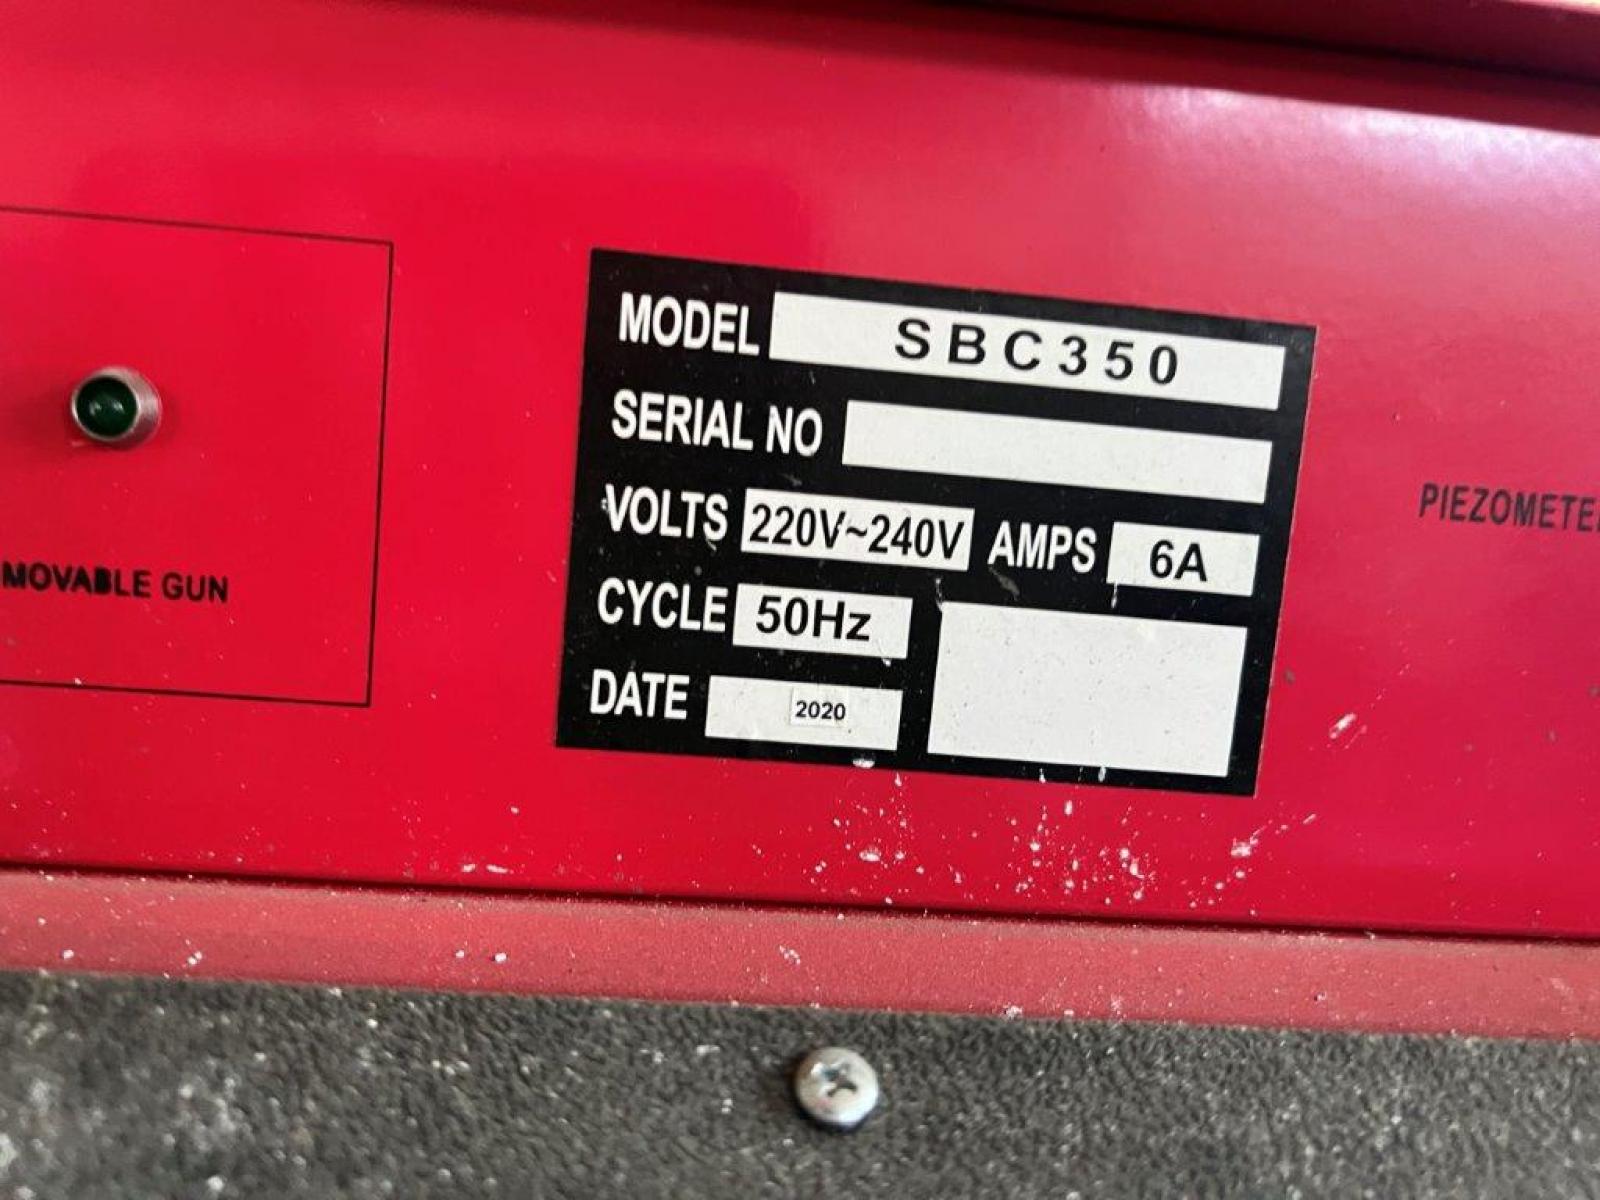 MODEL SBC350
SERIAL NO
VOLTS 220V~240V AMPS 6A
CYCLE 50Hz
DATE 2020
MOVABLE GUN